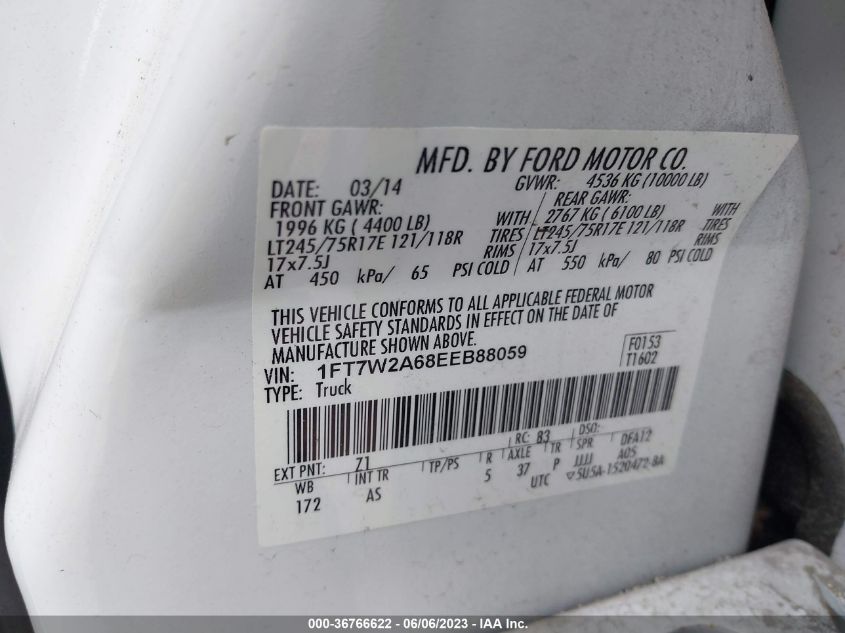 MFD. BY FORD MOTOR CO.
DATE: 03/14 GVWR: 4536 KG (10000 LB)
FRONT GAWR: REAR GAWR:
1996 KG ( 4400 LB) WITH 2767 KG ( 6100 LB) WITH
LT245/75R17E 121/118R TIRES LT245/75R17E 121/118R TIRES
17x7.5J RIMS 17x7.5J RIMS
AT 450 kPa/ 65 PSI COLD AT 550 kPa/ 80 PSI COLD
THIS VEHICLE CONFORMS TO ALL APPLICABLE FEDERAL MOTOR
VEHICLE SAFETY STANDARDS IN EFFECT ON THE DATE OF
MANUFACTURE SHOWN ABOVE.
VIN: 1FT7W2A68EEB88059 F0153
TYPE: Truck T1602
EXT PNT: Z1 RC: 83 DSO:
WB INT TR TP/PS R AXLE TR SPR DFA12
172 AS 5 37 P JJJJ A05
UTC ▽5U5A-1520472-BA
000-36766622 - 06/06/2023 - IAA Inc.